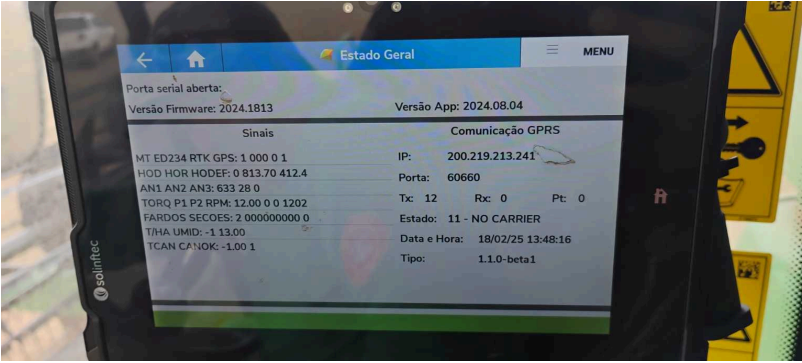 Estado Geral
MENU
Porta serial aberta:
Versão Firmware: 2024.1813
Versão App: 2024.08.04
Sinais
MT ED234 RTK GPS: 1 000 0 1
HOD HOR HODEF: 0 813.70 412.4
AN1 AN2 AN3: 633 28 0
TORQ P1 P2 RPM: 12.00 0 0 1202
FARDOS SECOES: 2 000000000 0
T/HA UMID: -1 13.00
TCAN CANOK: -1.00 1
Comunicação GPRS
IP: 200.219.213.241
Porta: 60660
Tx: 12 Rx: 0 Pt: 0
Estado: 11 - NO CARRIER
Data e Hora: 18/02/25 13:48:16
Tipo: 1.1.0-beta1
solinftec